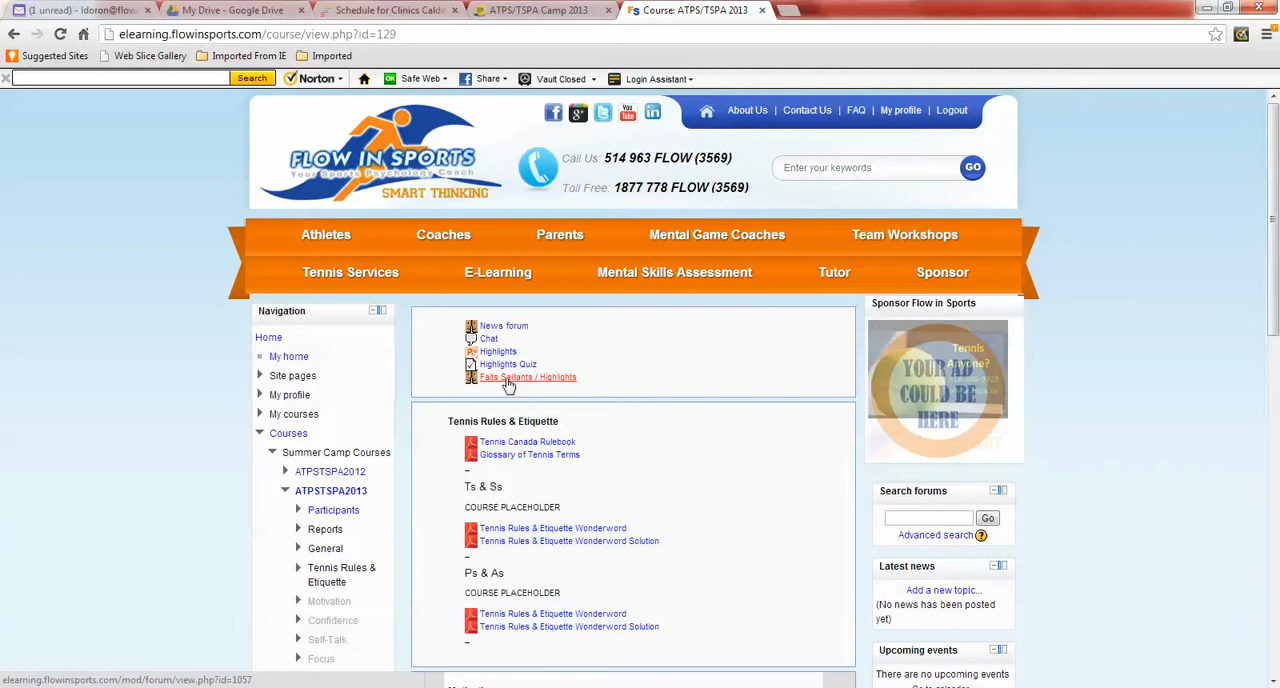 (1 unread) - ldoron@flow
My Drive - Google Drive
Schedule for Clinics Cald
ATPS/TSPA Camp 2013
Course: ATPS/TSPA 2013
elearning.flowinsports.com/course/view.php?id=129
Suggested Sites
Web Slice Gallery
Imported From IE
Imported
Search
Norton
Safe Web
Share
Vault Closed
Login Assistant
FLOW IN SPORTS
Your Sports Psychology Coach
SMART THINKING
About Us | Contact Us | FAQ | My profile | Logout
Call Us: 514 963 FLOW (3569)
Toll Free: 1877 778 FLOW (3569)
Enter your keywords
GO
Athletes
Coaches
Parents
Mental Game Coaches
Team Workshops
Tennis Services
E-Learning
Mental Skills Assessment
Tutor
Sponsor
Navigation
Home
My home
Site pages
My profile
My courses
Courses
Summer Camp Courses
ATPSTSPA2012
ATPSTSPA2013
Participants
Reports
General
Tennis Rules &
Etiquette
Motivation
Confidence
Self-Talk
Focus
News forum
Chat
Highlights
Highlights Quiz
Faits Saillants / Highlights
Tennis Rules & Etiquette
Tennis Canada Rulebook
Glossary of Tennis Terms
–
Ts & Ss
COURSE PLACEHOLDER
Tennis Rules & Etiquette Wonderword
Tennis Rules & Etiquette Wonderword Solution
–
Ps & As
COURSE PLACEHOLDER
Tennis Rules & Etiquette Wonderword
Tennis Rules & Etiquette Wonderword Solution
–
Sponsor Flow in Sports
Tennis
Anyone?
YOUR AD
COULD BE
HERE
Search forums
Go
Advanced search
Latest news
Add a new topic...
(No news has been posted
yet)
Upcoming events
There are no upcoming events
elearning.flowinsports.com/mod/forum/view.php?id=1057